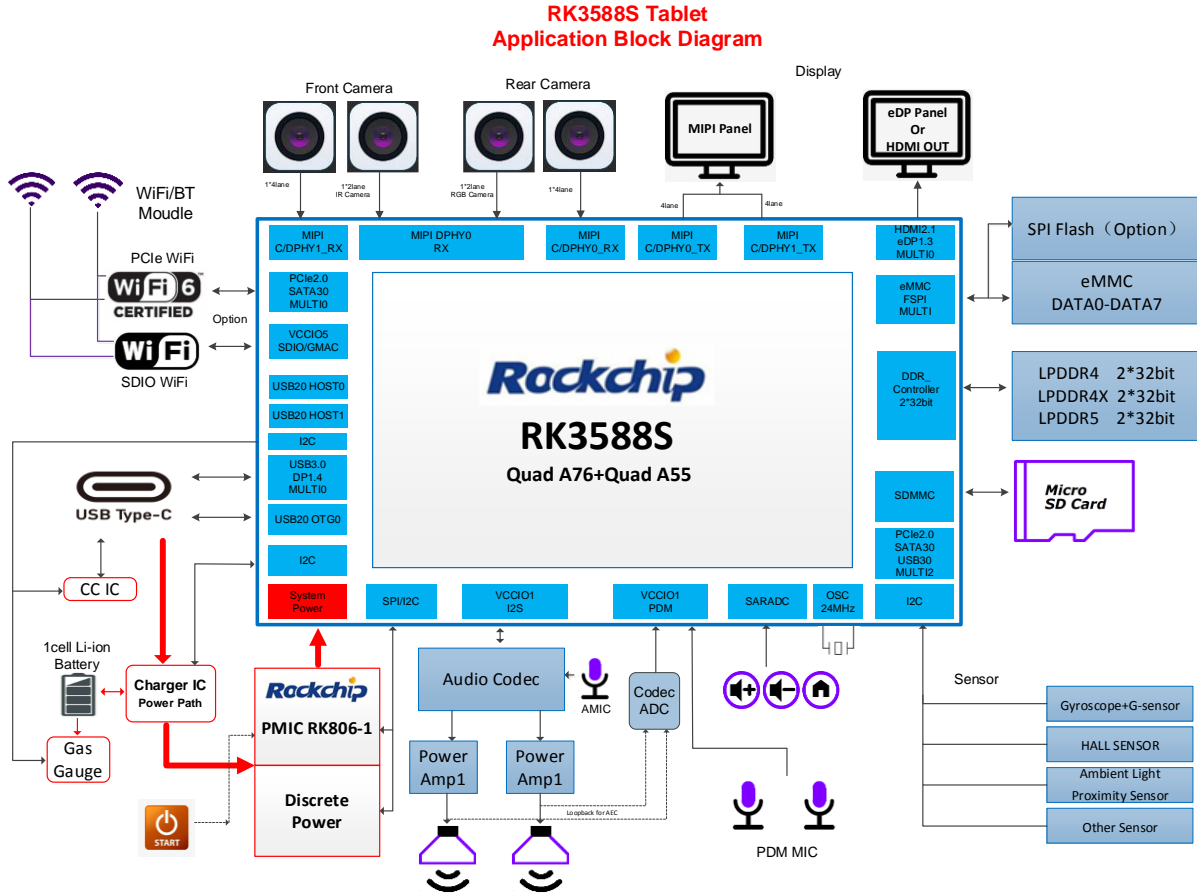 RK3588S Tablet
Application Block Diagram
Front Camera
Rear Camera
Display
MIPI Panel
eDP Panel
Or
HDMI OUT
1*4lane
1*2lane
IR Camera
1*2lane
RGB Camera
1*4lane
4lane
4lane
WiFi/BT
Moudle
PCIe WiFi
Wi Fi 6
TM
CERTIFIED
Option
Wi Fi
SDIO WiFi
MIPI
C/DPHY1_RX
MIPI DPHY0
RX
MIPI
C/DPHY0_RX
MIPI
C/DPHY0_TX
MIPI
C/DPHY1_TX
HDMI2.1
eDP1.3
MULTI0
PCIe2.0
SATA30
MULTI0
VCCIO5
SDIO/GMAC
USB20 HOST0
USB20 HOST1
I2C
USB3.0
DP1.4
MULTI0
USB20 OTG0
I2C
System
Power
SPI/I2C
VCCIO1
I2S
VCCIO1
PDM
SARADC
OSC
24MHz
I2C
eMMC
FSPI
MULTI
DDR_
Controller
2*32bit
SDMMC
PCIe2.0
SATA30
USB30
MULTI2
Rockchip
RK3588S
Quad A76+Quad A55
SPI Flash（Option）
eMMC
DATA0-DATA7
LPDDR4 2*32bit
LPDDR4X 2*32bit
LPDDR5 2*32bit
Micro
SD Card
USB Type-C
CC IC
1cell Li-ion
Battery
Charger IC
Power Path
Gas
Gauge
START
Rockchip
PMIC RK806-1
Discrete
Power
Audio Codec
AMIC
Codec
ADC
Power
Amp1
Power
Amp1
Loopback for AEC
PDM MIC
Sensor
Gyroscope+G-sensor
HALL SENSOR
Ambient Light
Proximity Sensor
Other Sensor